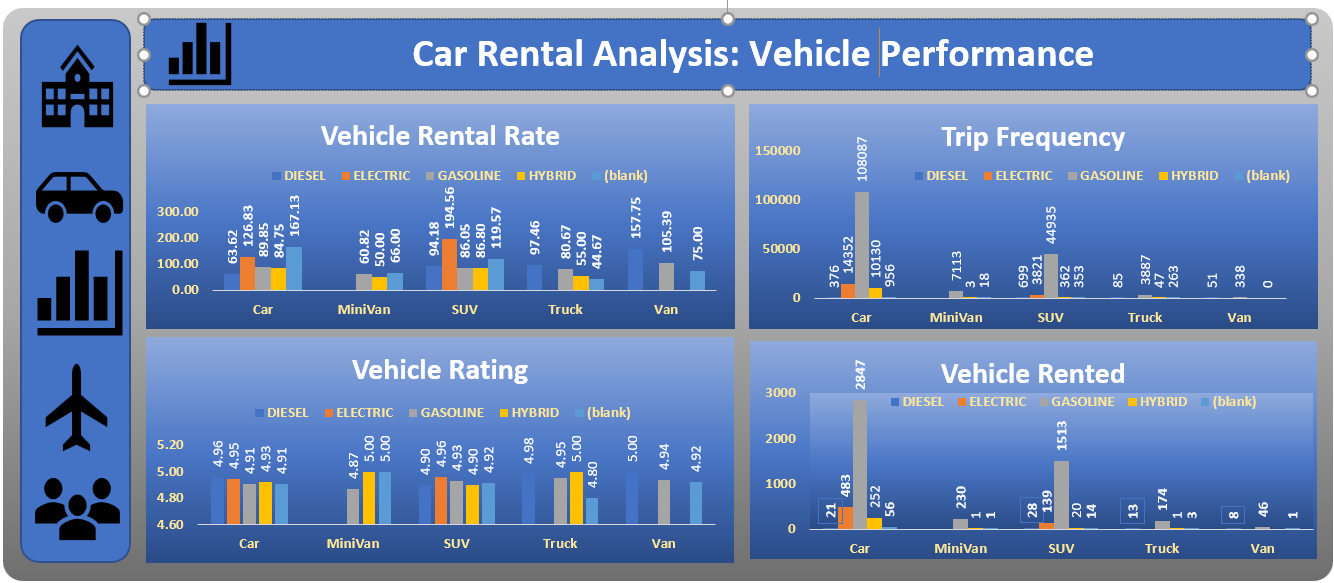 Car Rental Analysis: Vehicle Performance
Vehicle Rental Rate
DIESEL ELECTRIC GASOLINE HYBRID (blank)
300.00
200.00
100.00
0.00
63.62 126.83 89.85 84.75 167.13
60.82 50.00 66.00
94.18 194.56 86.05 86.80 119.57
97.46 80.67 55.00 44.67
157.75 105.39 75.00
Car MiniVan SUV Truck Van
Trip Frequency
DIESEL ELECTRIC GASOLINE HYBRID (blank)
150000
100000
50000
0
376 14352 108087 10130 956
7113 3 18
699 3821 44935 362 353
85 3887 47 263
51 338 0
Car MiniVan SUV Truck Van
Vehicle Rating
DIESEL ELECTRIC GASOLINE HYBRID (blank)
5.20
5.00
4.80
4.60
4.96 4.95 4.91 4.93 4.91
4.87 5.00 5.00
4.90 4.96 4.93 4.90 4.92
4.98 4.95 5.00 4.80
5.00 4.94 4.92
Car MiniVan SUV Truck Van
Vehicle Rented
DIESEL ELECTRIC GASOLINE HYBRID (blank)
3000
2000
1000
0
21 483 2847 252 56
230 1 1
28 139 1513 20 14
13 174 1 3
8 46 1
Car MiniVan SUV Truck Van